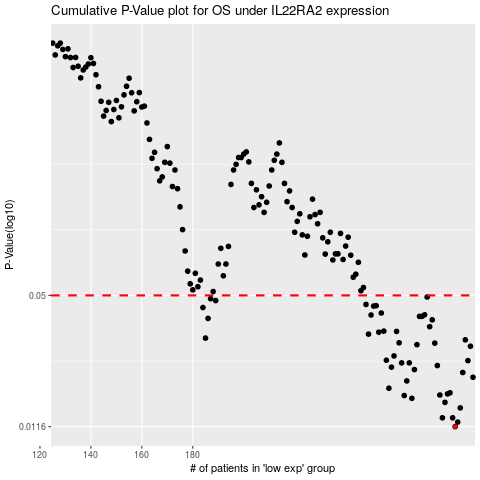 Cumulative P-Value plot for OS under IL22RA2 expression
P-Value(log10)
0.05
0.0116
120 140 160 180
# of patients in 'low exp' group